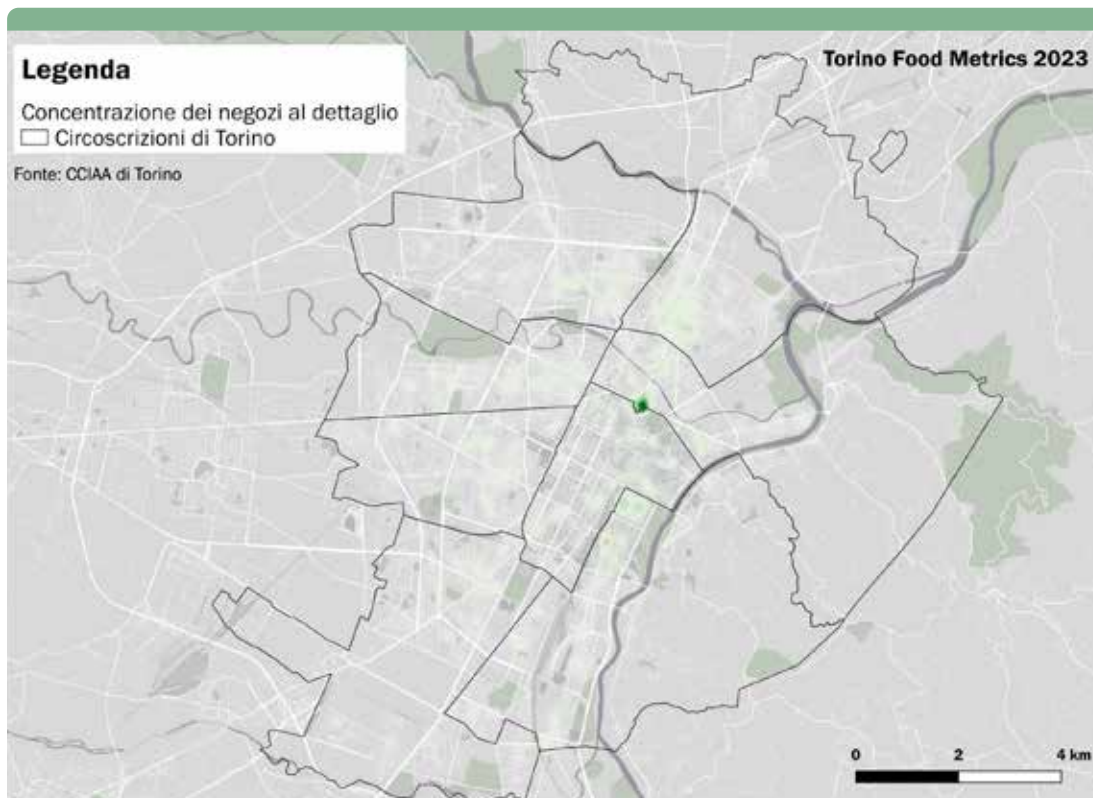 Legenda
Concentrazione dei negozi al dettaglio
Circoscrizioni di Torino
Fonte: CCIAA di Torino
Torino Food Metrics 2023
0 2 4 km